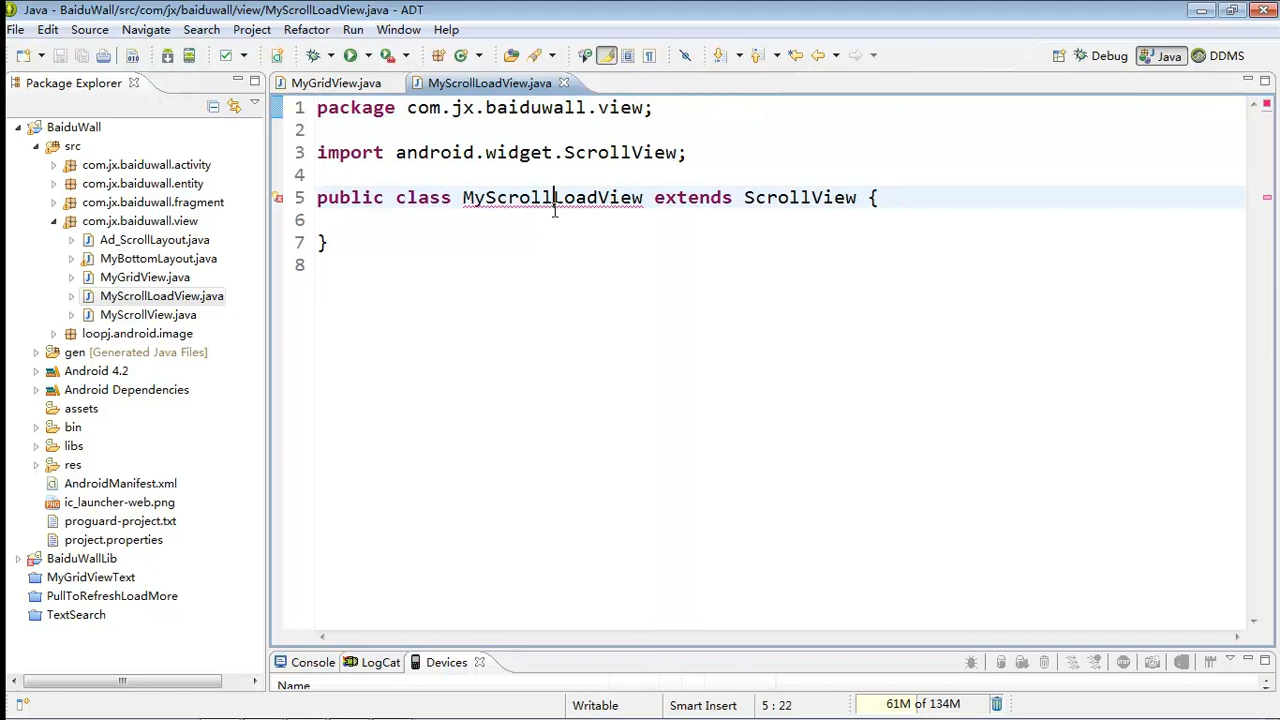 Java - BaiduWall/src/com/jx/baiduwall/view/MyScrollLoadView.java - ADT
File Edit Source Navigate Search Project Refactor Run Window Help
Debug Java DDMS
Package Explorer
BaiduWall
src
com.jx.baiduwall.activity
com.jx.baiduwall.entity
com.jx.baiduwall.fragment
com.jx.baiduwall.view
Ad_ScrollLayout.java
MyBottomLayout.java
MyGridView.java
MyScrollLoadView.java
MyScrollView.java
loopj.android.image
gen [Generated Java Files]
Android 4.2
Android Dependencies
assets
bin
libs
res
AndroidManifest.xml
ic_launcher-web.png
proguard-project.txt
project.properties
BaiduWallLib
MyGridViewText
PullToRefreshLoadMore
TextSearch
MyGridView.java MyScrollLoadView.java
1 package com.jx.baiduwall.view;
2
3 import android.widget.ScrollView;
4
5 public class MyScrollLoadView extends ScrollView {
6
7 }
8
Console LogCat Devices
Name
Writable Smart Insert 5 : 22 61M of 134M